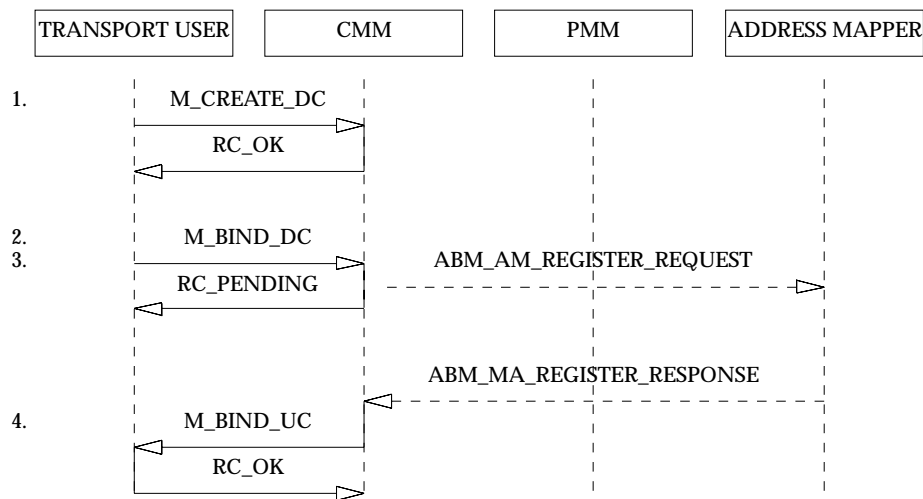 TRANSPORT USER
CMM
PMM
ADDRESS MAPPER
1.
M_CREATE_DC
RC_OK
2.
M_BIND_DC
3.
ABM_AM_REGISTER_REQUEST
RC_PENDING
ABM_MA_REGISTER_RESPONSE
4.
M_BIND_UC
RC_OK